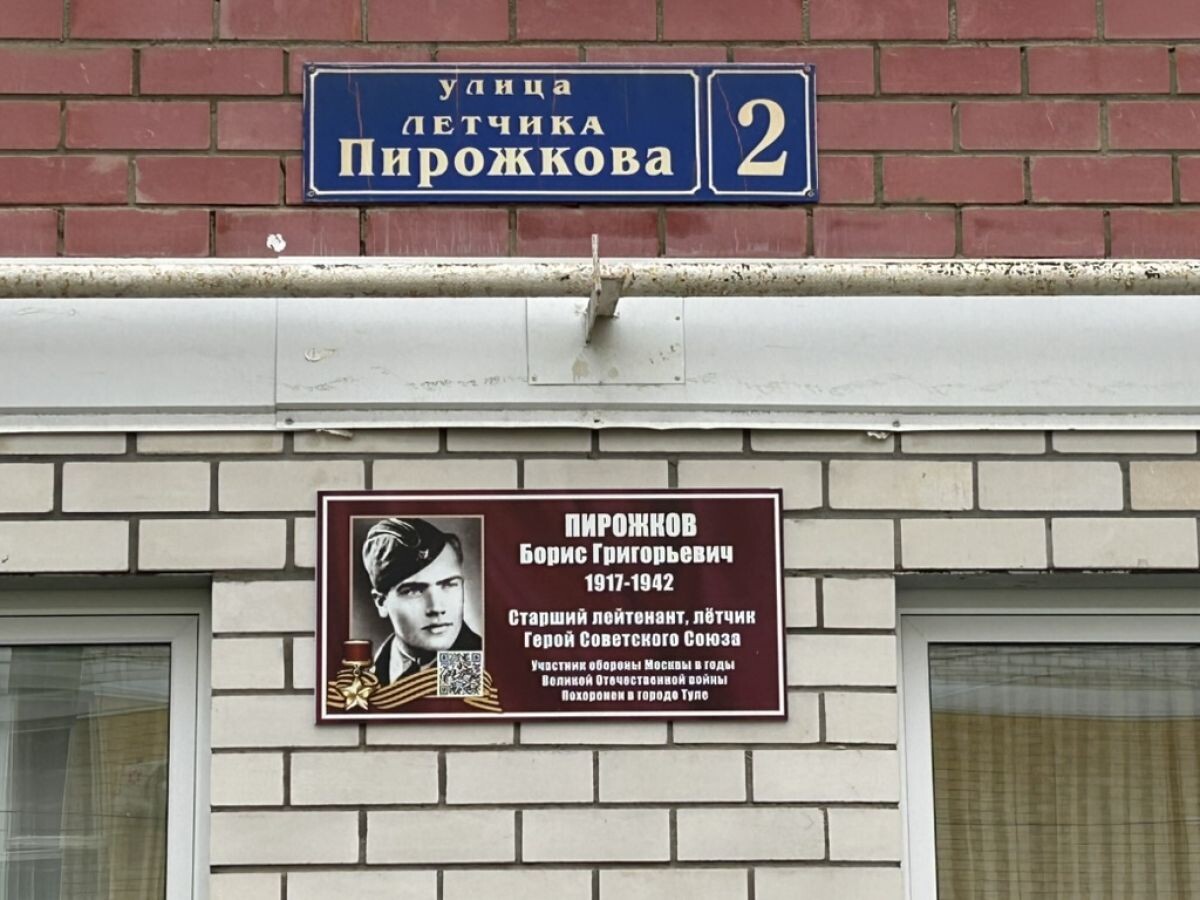 улица
ЛЕТЧИКА
Пирожкова
2
ПИРОЖКОВ
Борис Григорьевич
1917-1942
Старший лейтенант, лётчик
Герой Советского Союза
Участник обороны Москвы в годы
Великой Отечественной войны
Похоронен в городе Туле